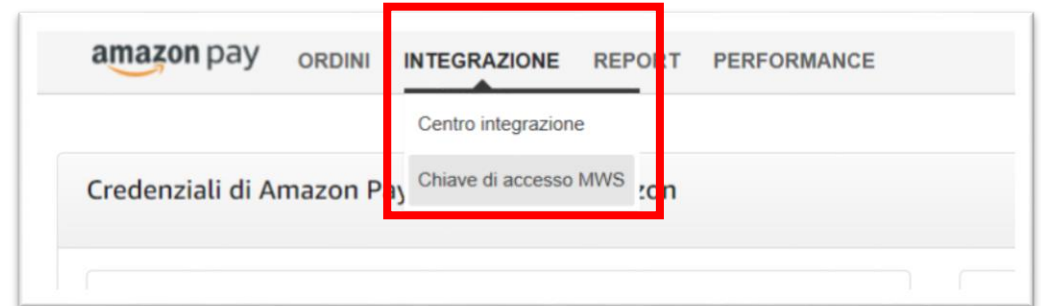 amazon pay ORDINI INTEGRAZIONE REPORT PERFORMANCE
Centro integrazione
Chiave di accesso MWS
Credenziali di Amazon Pay zon